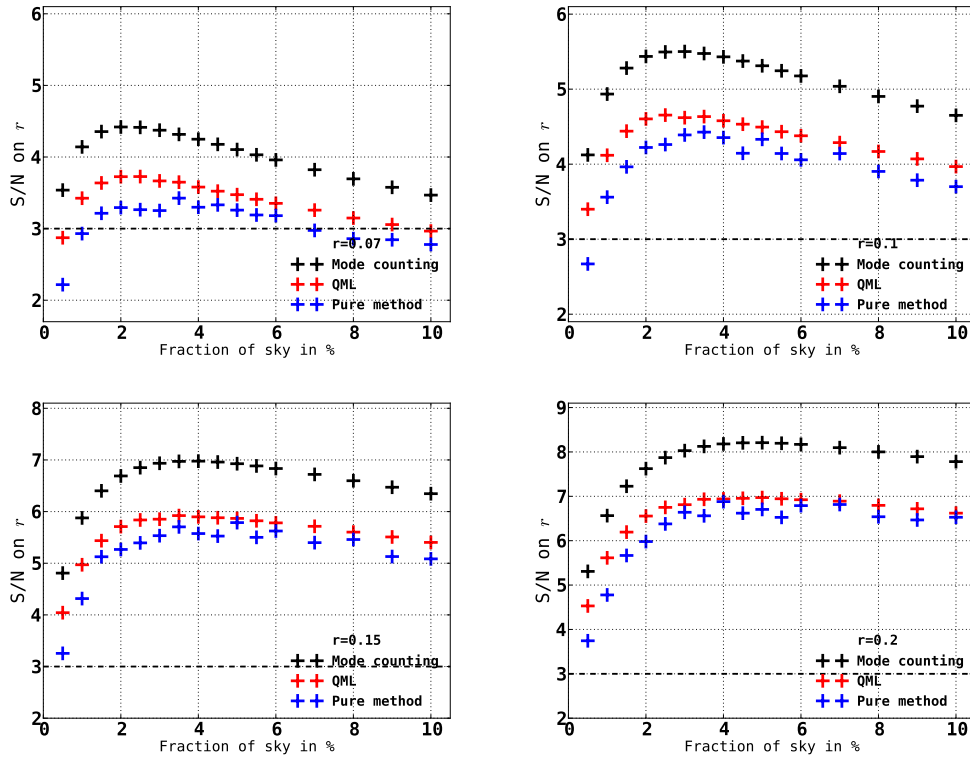 6
5
4
3
2
S/N on r
r=0.07
Mode counting
QML
Pure method
0 2 4 6 8 10
Fraction of sky in %
6
5
4
3
2
S/N on r
r=0.1
Mode counting
QML
Pure method
0 2 4 6 8 10
Fraction of sky in %
8
7
6
5
4
3
2
S/N on r
r=0.15
Mode counting
QML
Pure method
0 2 4 6 8 10
Fraction of sky in %
9
8
7
6
5
4
3
2
S/N on r
r=0.2
Mode counting
QML
Pure method
0 2 4 6 8 10
Fraction of sky in %